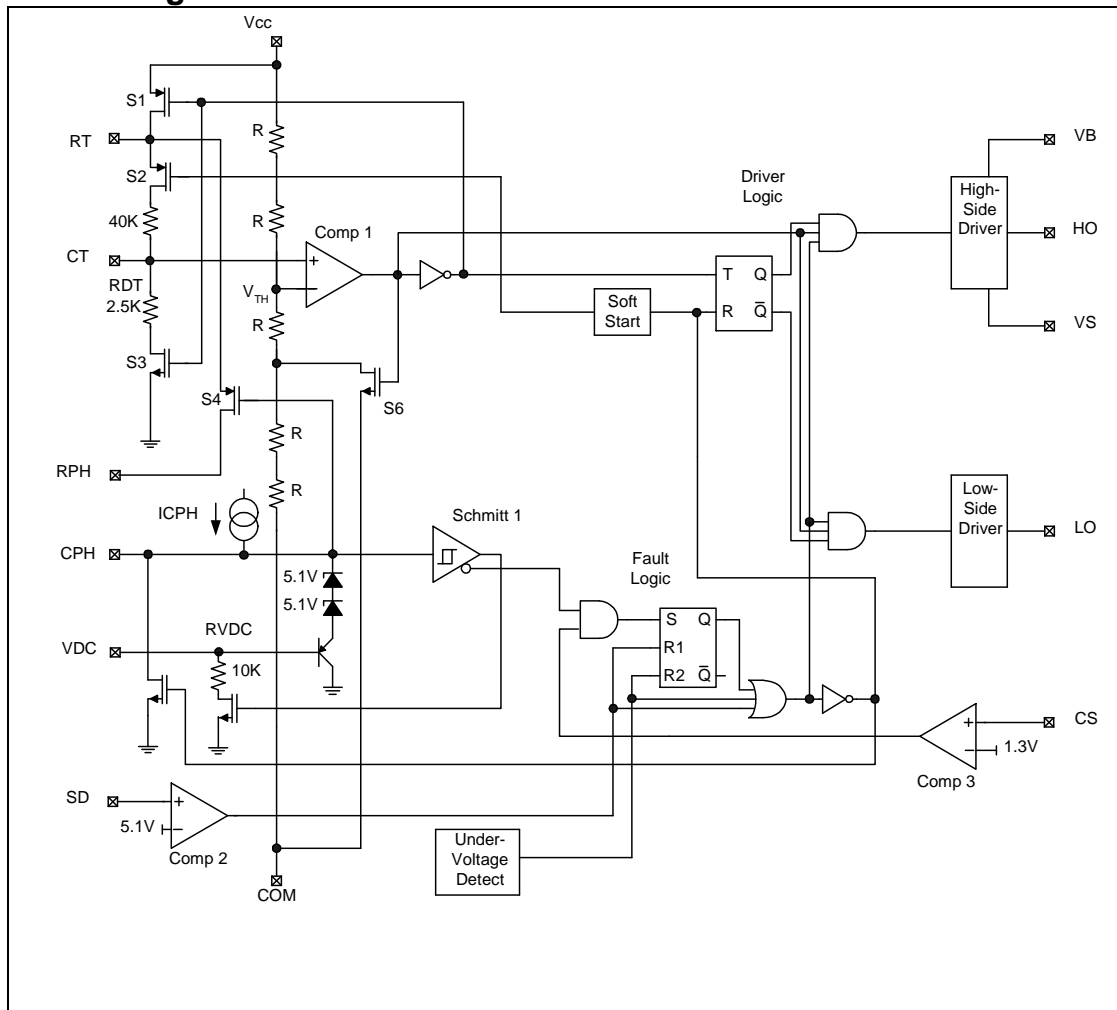 Vcc
S1
RT
R
S2
Driver
Logic
VB
High-
Side
Driver
HO
R
40K
Comp 1
CT
+
RDT
2.5K
VTH
−
T Q
Soft
Start
R
R Q̅
VS
S3
S4
S6
R
RPH
R
ICPH
Schmitt 1
Low-
Side
Driver
LO
CPH
5.1V
5.1V
Fault
Logic
S Q
RVDC
VDC
R1
10K
R2 Q̅
CS
+
−
1.3V
Comp 3
SD
+
5.1V
−
Comp 2
Under-
Voltage
Detect
COM